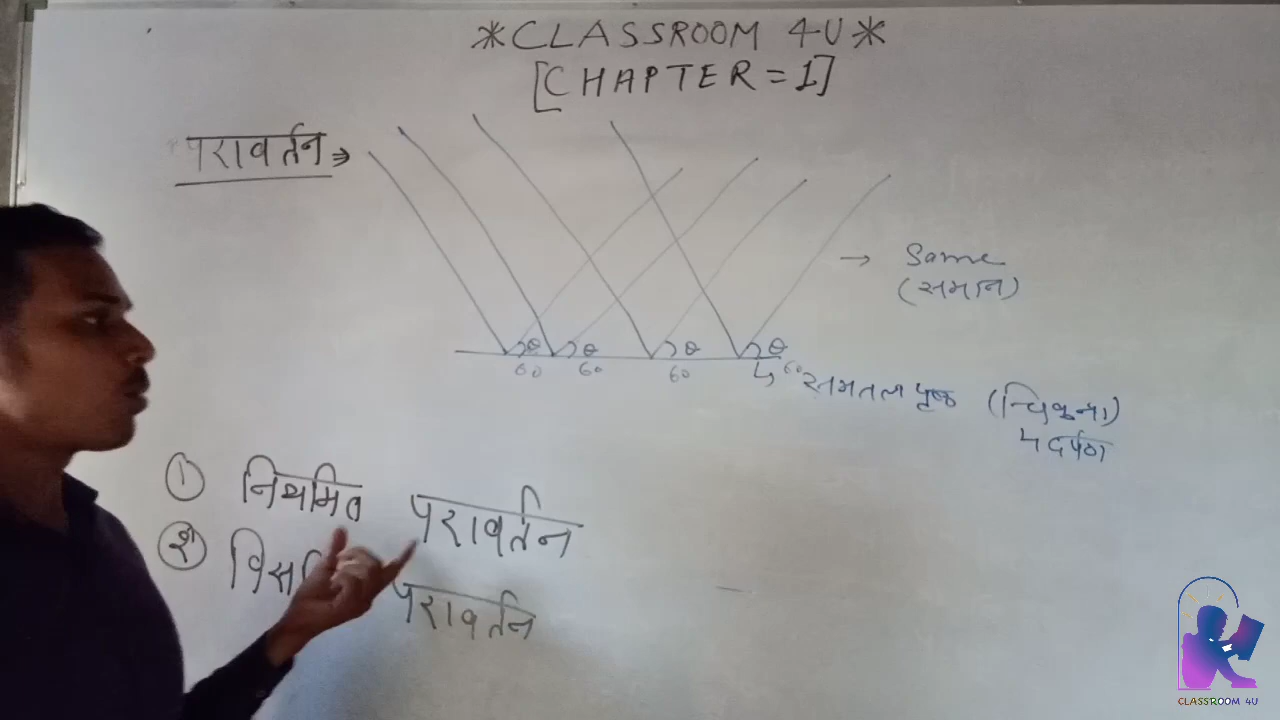 *CLASSROOM 4U*
[CHAPTER = 1]
परावर्तन ⇒
→ Same
(समान)
θ θ θ θ
60 60 60 60
↳ समतल पृष्ठ (चिकना)
↳ दर्पण
① नियमित परावर्तन
② परावर्तन
CLASSROOM 4U